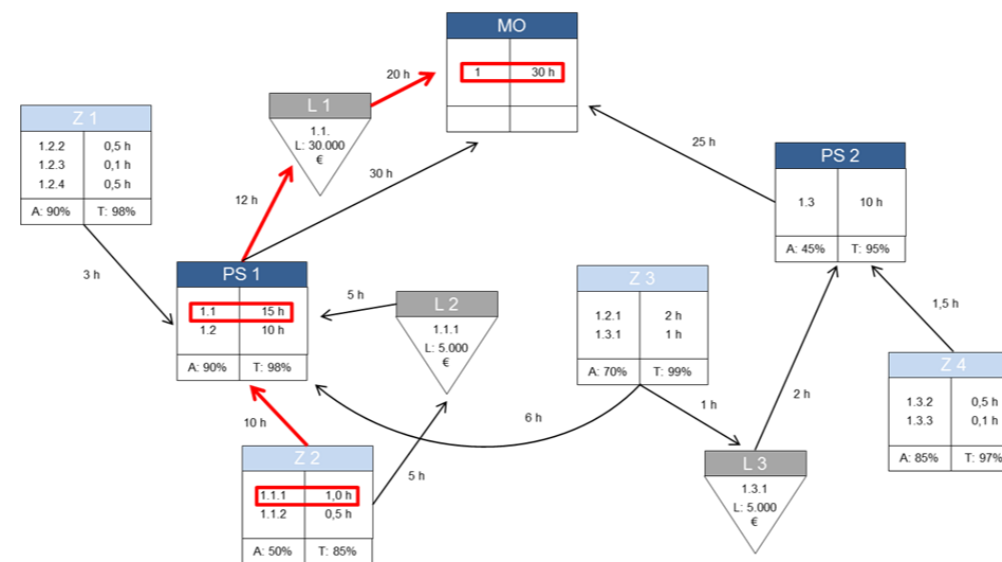 MO
1 30 h
20 h
L 1
1.1.
L: 30.000
€
Z 1
1.2.2 0,5 h
1.2.3 0,1 h
1.2.4 0,5 h
A: 90% T: 98%
25 h
PS 2
1.3 10 h
A: 45% T: 95%
30 h
12 h
3 h
PS 1
1.1 15 h
1.2 10 h
A: 90% T: 98%
5 h
L 2
1.1.1
L: 5.000
€
Z 3
1.2.1 2 h
1.3.1 1 h
A: 70% T: 99%
1,5 h
Z 4
1.3.2 0,5 h
1.3.3 0,1 h
A: 85% T: 97%
2 h
1 h
6 h
10 h
Z 2
1.1.1 1,0 h
1.1.2 0,5 h
A: 50% T: 85%
5 h
L 3
1.3.1
L: 5.000
€